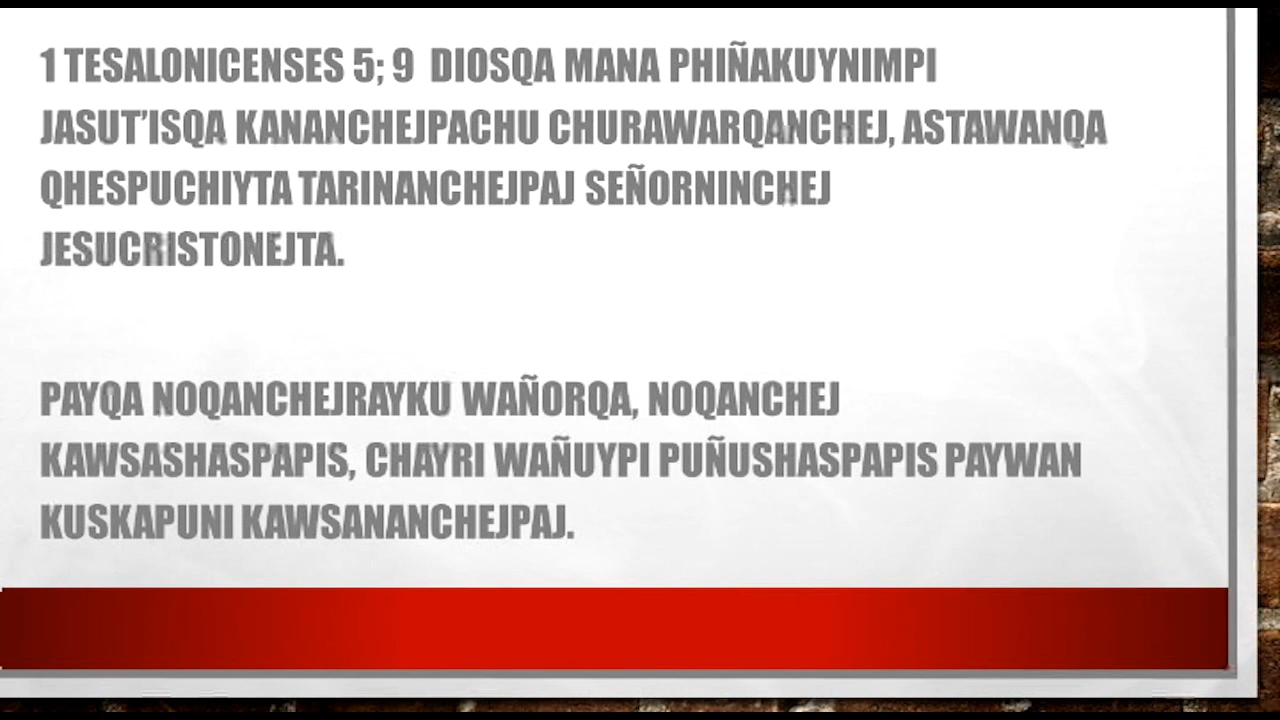 1 TESALONICENSES 5; 9 DIOSQA MANA PHIÑAKUYNIMPI
JASUT’ISQA KANANCHEJPACHU CHURAWARQANCHEJ, ASTAWANQA
QHESPUCHIYTA TARINANCHEJPAJ SEÑORNINCHEJ
JESUCRISTONEJTA.
PAYQA NOQANCHEJRAYKU WAÑORQA, NOQANCHEJ
KAWSASHASPAPIS, CHAYRI WAÑUYPI PUÑUSHASPAPIS PAYWAN
KUSKAPUNI KAWSANANCHEJPAJ.